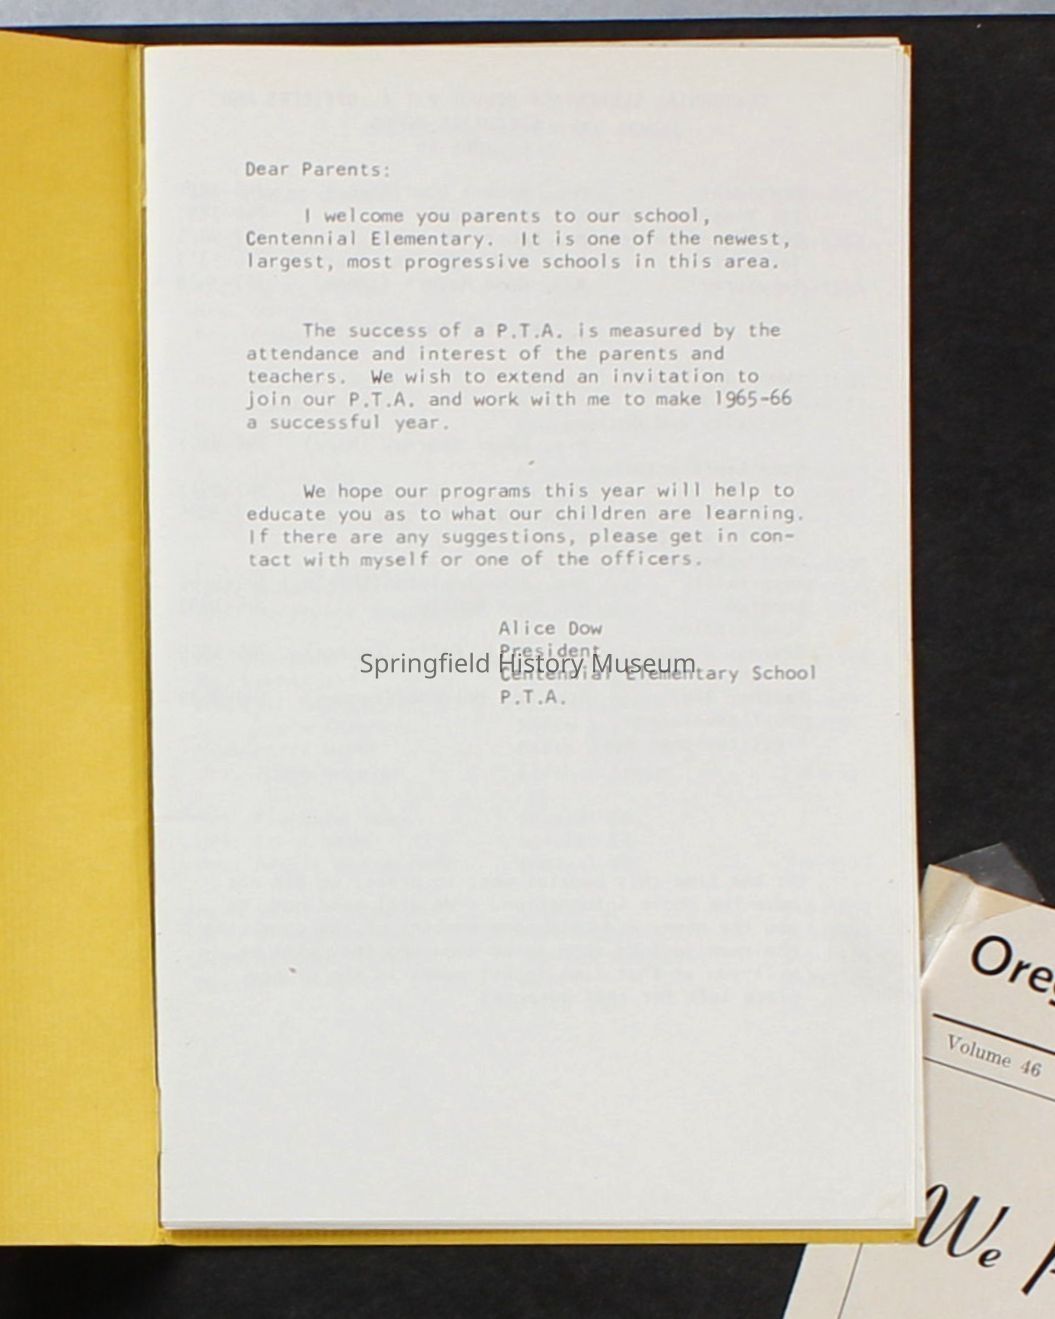 Dear Parents:
I welcome you parents to our school,
Centennial Elementary. It is one of the newest,
largest, most progressive schools in this area.
The success of a P.T.A. is measured by the
attendance and interest of the parents and
teachers. We wish to extend an invitation to
join our P.T.A. and work with me to make 1965-66
a successful year.
We hope our programs this year will help to
educate you as to what our children are learning.
If there are any suggestions, please get in con-
tact with myself or one of the officers.
Alice Dow
President
Springfield History Museum
Centennial Elementary School
P.T.A.
Volume 46
We